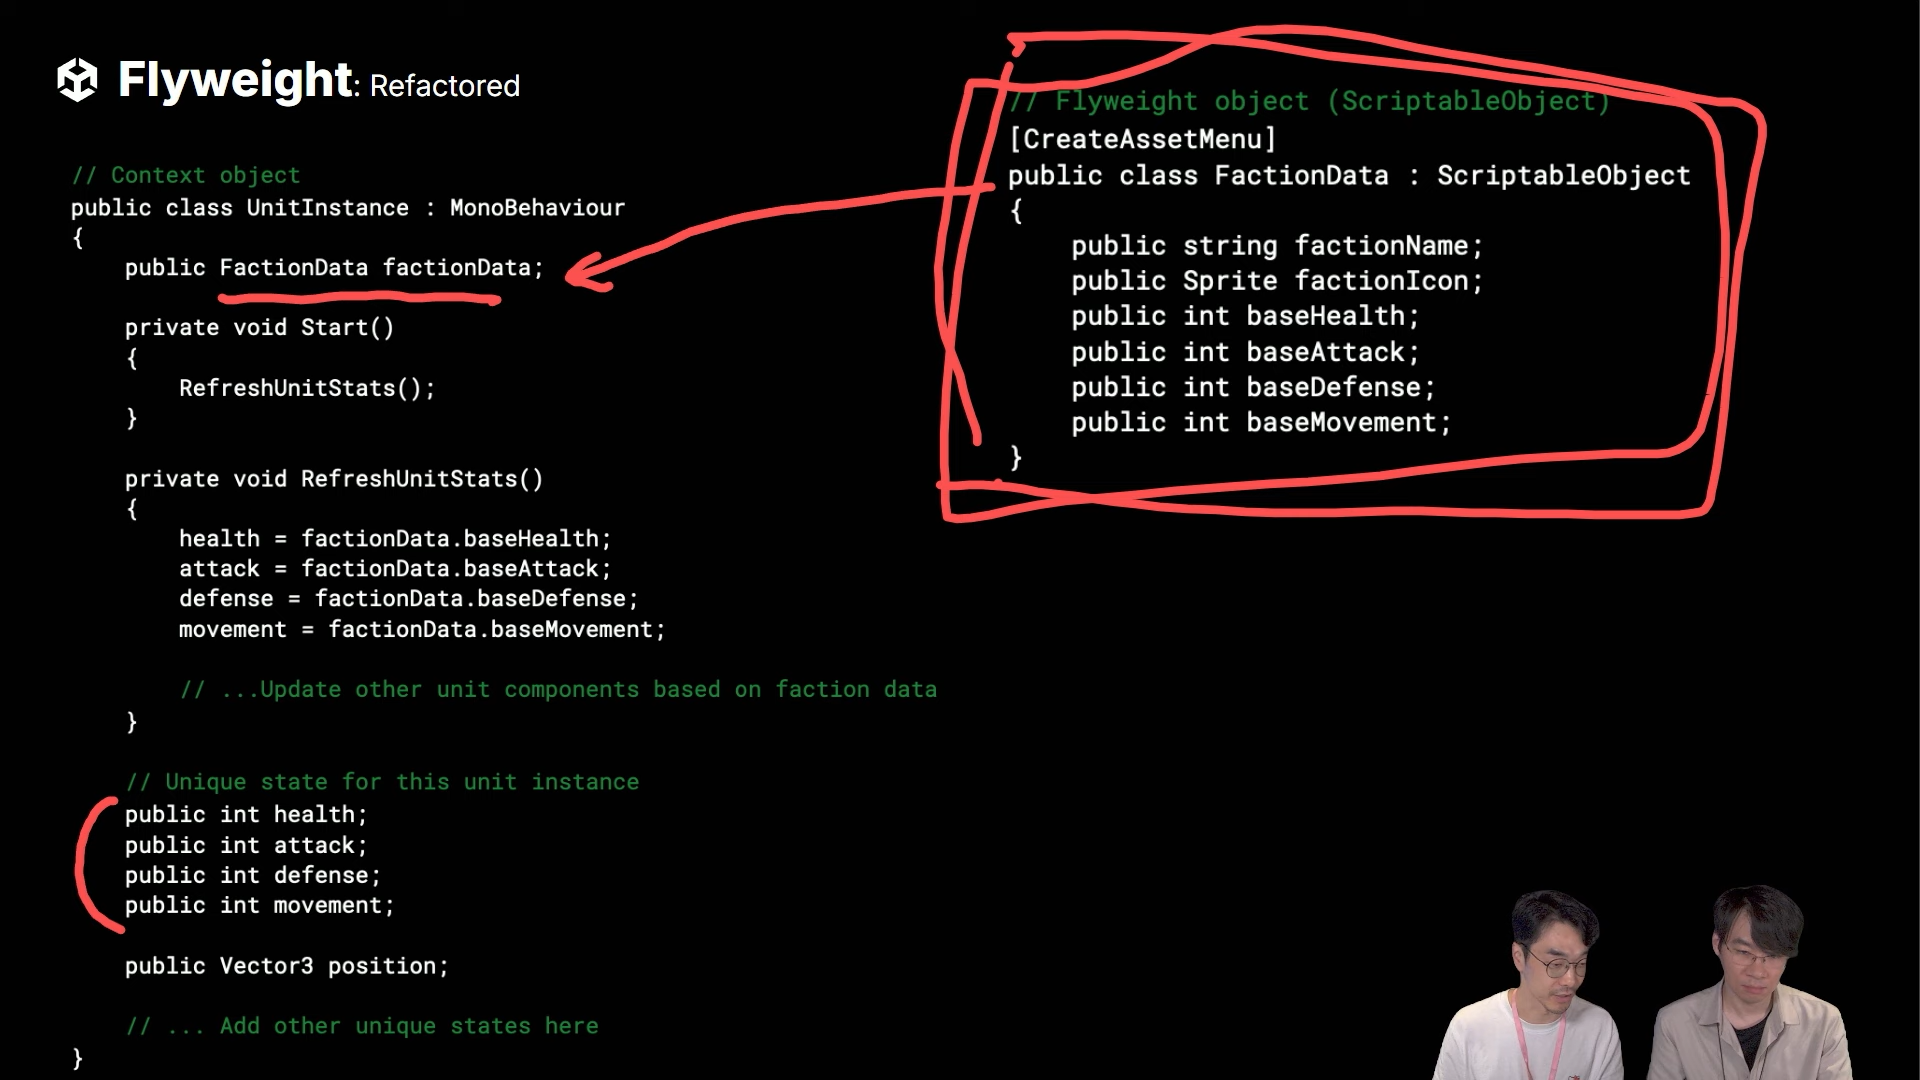 Flyweight: Refactored
// Context object
public class UnitInstance : MonoBehaviour
{
public FactionData factionData;
private void Start()
{
RefreshUnitStats();
}
private void RefreshUnitStats()
{
health = factionData.baseHealth;
attack = factionData.baseAttack;
defense = factionData.baseDefense;
movement = factionData.baseMovement;
// ...Update other unit components based on faction data
}
// Unique state for this unit instance
public int health;
public int attack;
public int defense;
public int movement;
public Vector3 position;
// ... Add other unique states here
}
// Flyweight object (ScriptableObject)
[CreateAssetMenu]
public class FactionData : ScriptableObject
{
public string factionName;
public Sprite factionIcon;
public int baseHealth;
public int baseAttack;
public int baseDefense;
public int baseMovement;
}